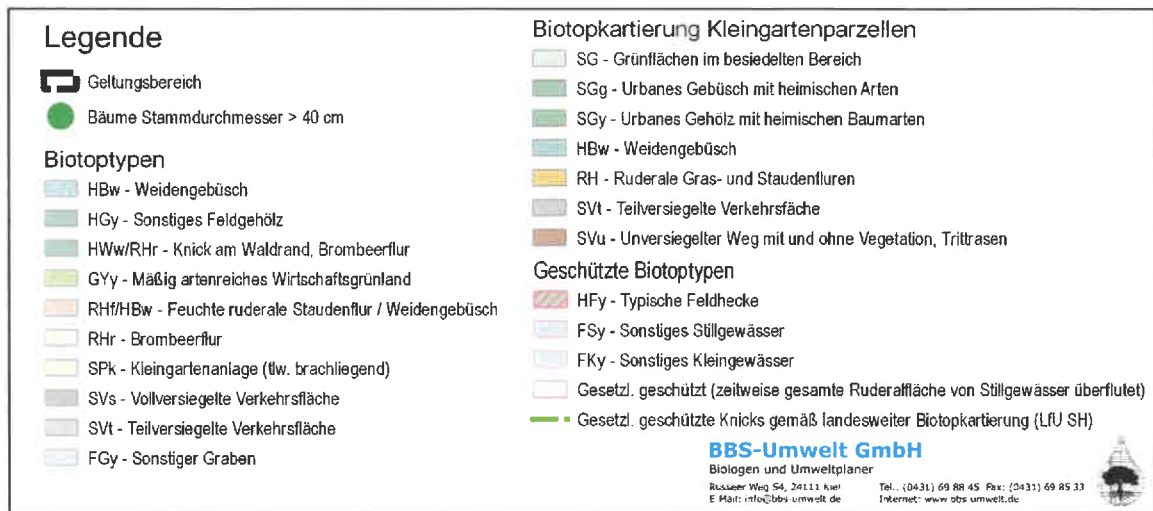 Legende
Geltungsbereich
Bäume Stammdurchmesser > 40 cm
Biotoptypen
HBw - Weidengebüsch
HGy - Sonstiges Feldgehölz
HWw/RHr - Knick am Waldrand, Brombeerflur
GYy - Mäßig artenreiches Wirtschaftsgrünland
RHf/HBw - Feuchte ruderale Staudenflur / Weidengebüsch
RHr - Brombeerflur
SPk - Kleingartenanlage (tlw. brachliegend)
SVs - Vollversiegelte Verkehrsfläche
SVt - Teilversiegelte Verkehrsfläche
FGy - Sonstiger Graben
Biotopkartierung Kleingartenparzellen
SG - Grünflächen im besiedelten Bereich
SGg - Urbanes Gebüsch mit heimischen Arten
SGy - Urbanes Gehölz mit heimischen Baumarten
HBw - Weidengebüsch
RH - Ruderale Gras- und Staudenfluren
SVt - Teilversiegelte Verkehrsfäche
SVu - Unversiegelter Weg mit und ohne Vegetation, Trittrasen
Geschützte Biotoptypen
HFy - Typische Feldhecke
FSy - Sonstiges Stillgewässer
FKy - Sonstiges Kleingewässer
Gesetzl. geschützt (zeitweise gesamte Ruderalfläche von Stillgewässer überflutet)
Gesetzl. geschützte Knicks gemäß landesweiter Biotopkartierung (LfU SH)
BBS-Umwelt GmbH
Biologen und Umweltplaner
Russeer Weg 54, 24111 Kiel Tel.: (0431) 69 88 45 Fax: (0431) 69 85 33
E Mail: info@bbs-umwelt.de Internet: www.bbs-umwelt.de